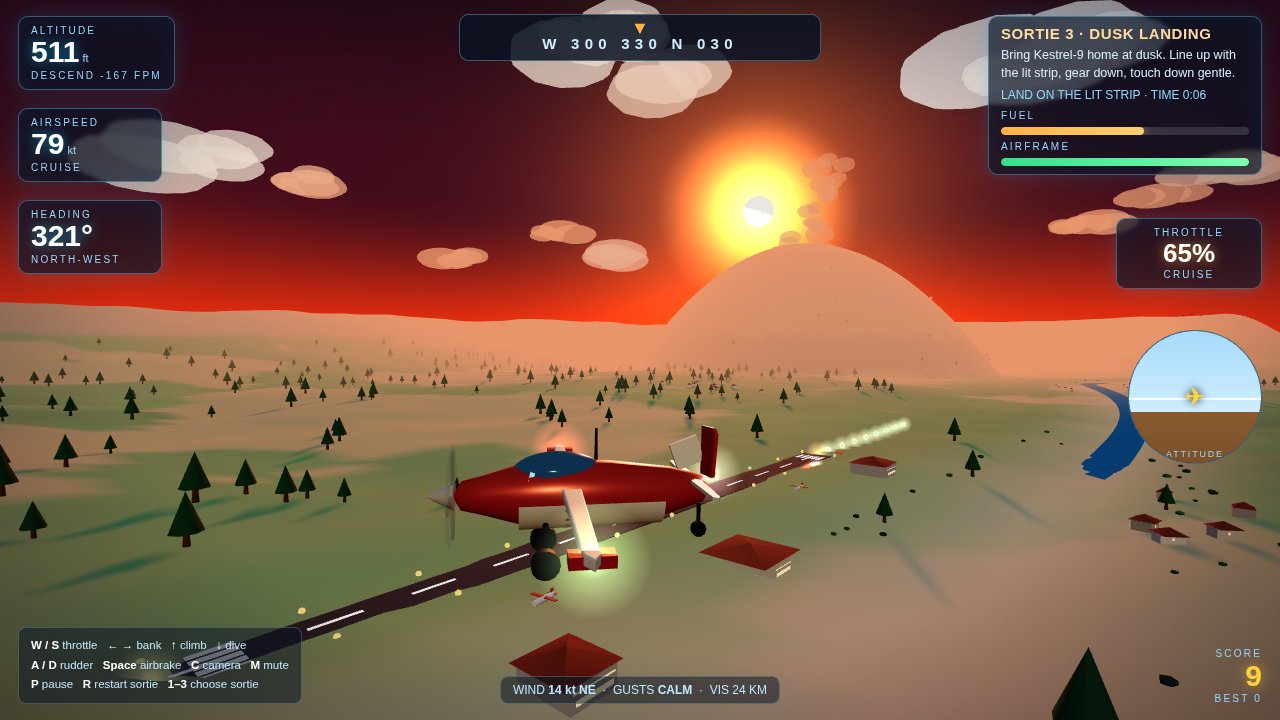 ALTITUDE
511 ft
DESCEND -167 FPM
AIRSPEED
79 kt
CRUISE
HEADING
321°
NORTH-WEST
▼
W 300 330 N 030
SORTIE 3 · DUSK LANDING
Bring Kestrel-9 home at dusk. Line up with
the lit strip, gear down, touch down gentle.
LAND ON THE LIT STRIP · TIME 0:06
FUEL
AIRFRAME
THROTTLE
65%
CRUISE
ATTITUDE
W / S throttle ← → bank ↑ climb ↓ dive
A / D rudder Space airbrake C camera M mute
P pause R restart sortie 1–3 choose sortie
WIND 14 kt NE · GUSTS CALM · VIS 24 KM
SCORE
9
BEST 0